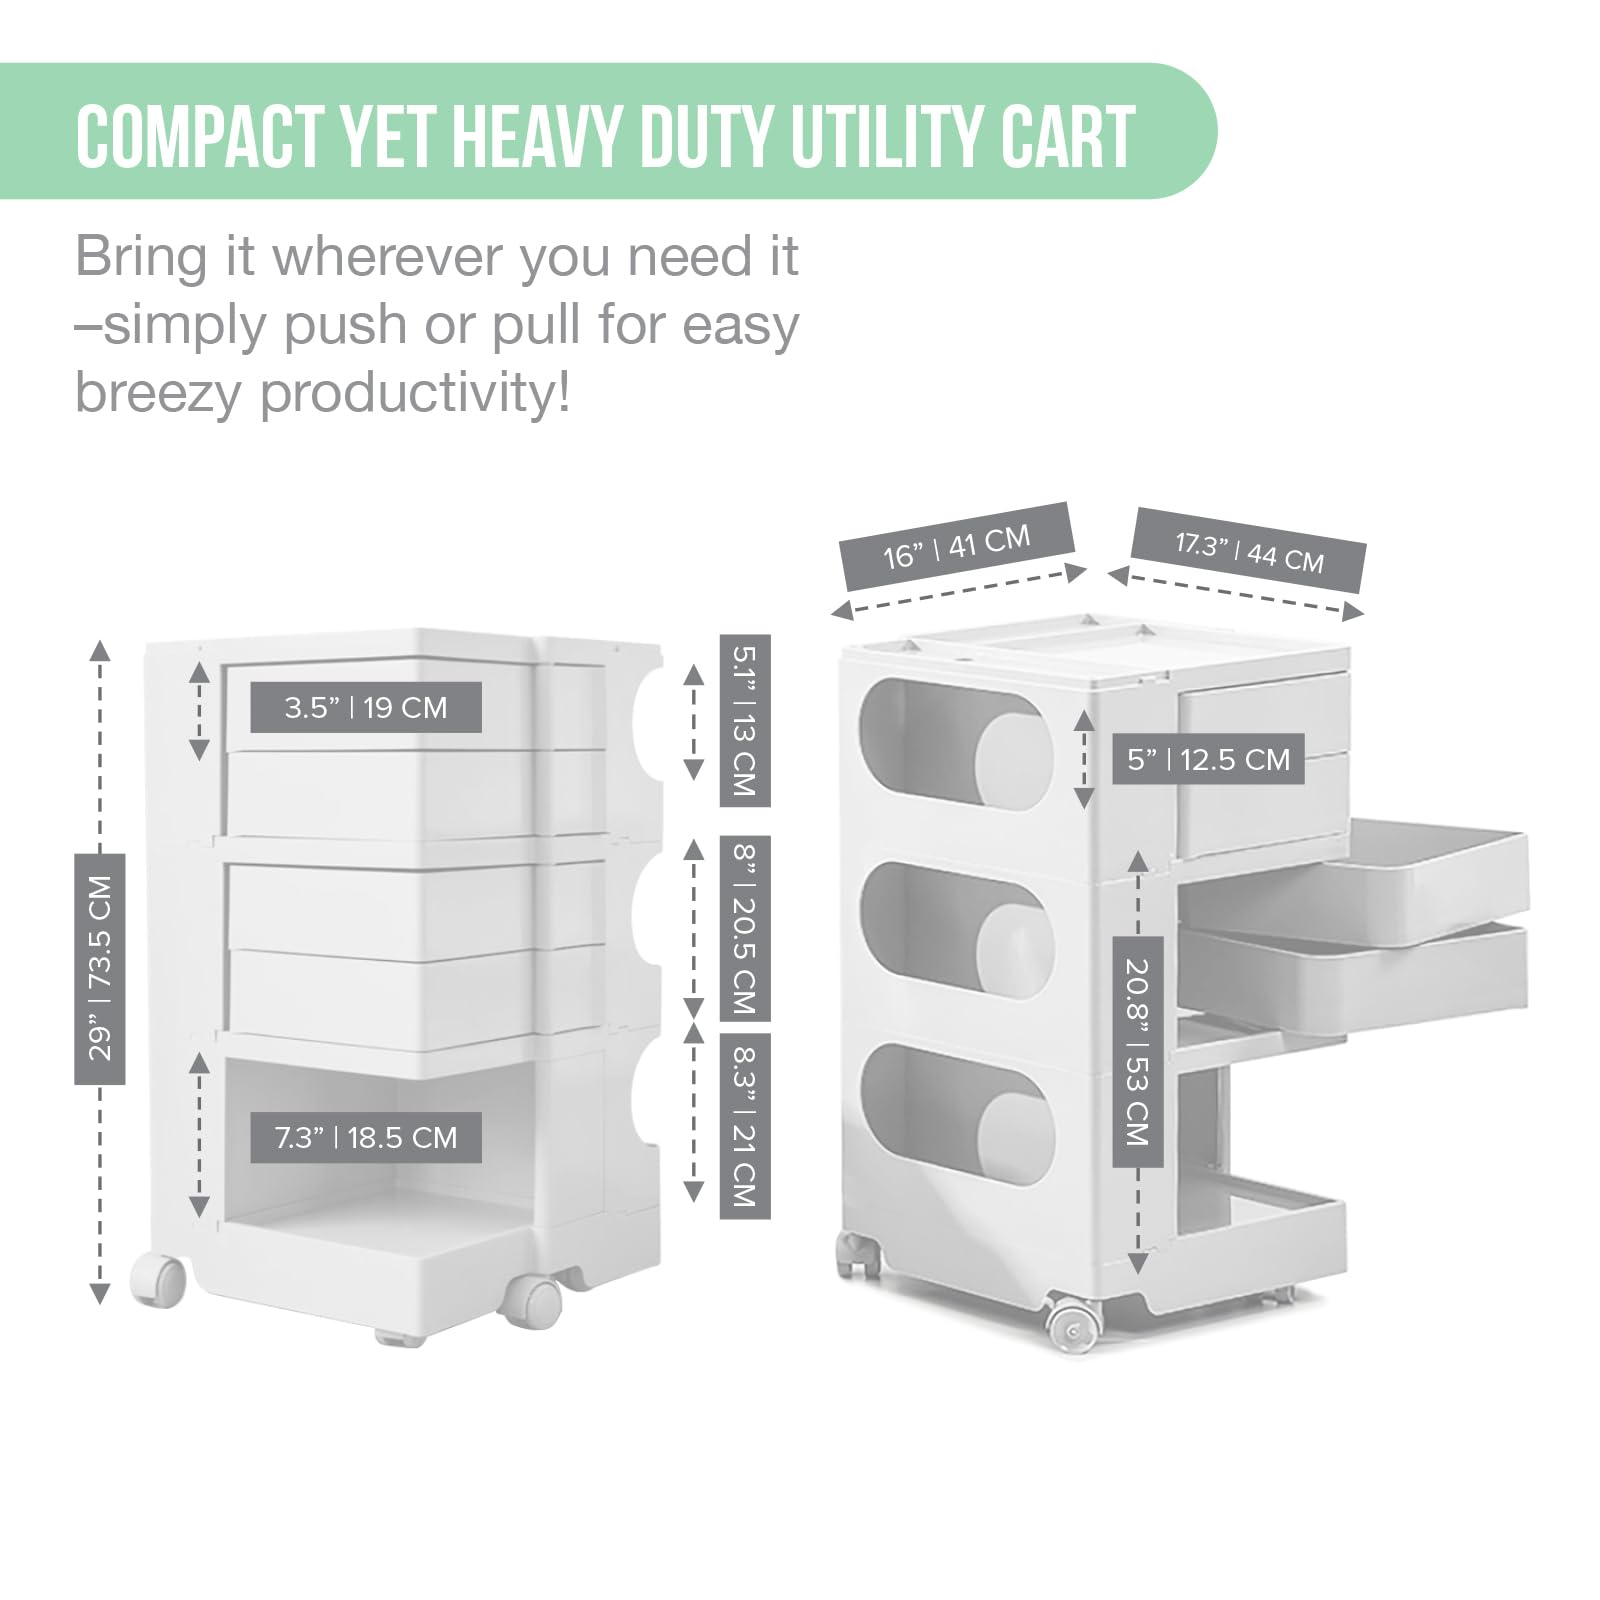 COMPACT YET HEAVY DUTY UTILITY CART
Bring it wherever you need it
–simply push or pull for easy
breezy productivity!
16” | 41 CM
17.3” | 44 CM
3.5” | 19 CM
5.1” | 13 CM
5” | 12.5 CM
29” | 73.5 CM
8” | 20.5 CM
20.8” | 53 CM
7.3” | 18.5 CM
8.3” | 21 CM